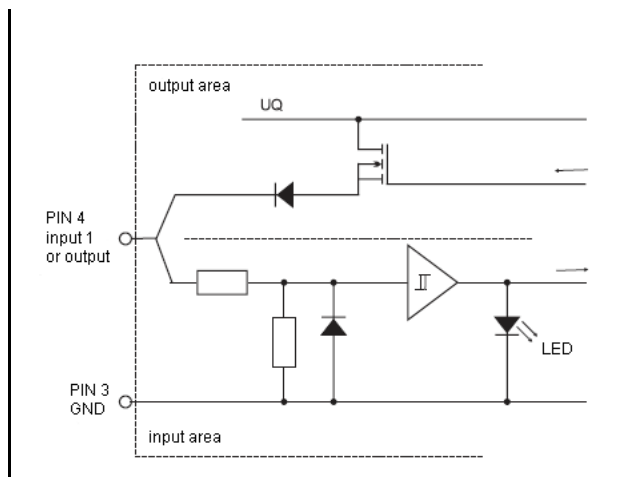 output area
UQ
PIN 4
input 1
or output
LED
PIN 3
GND
input area